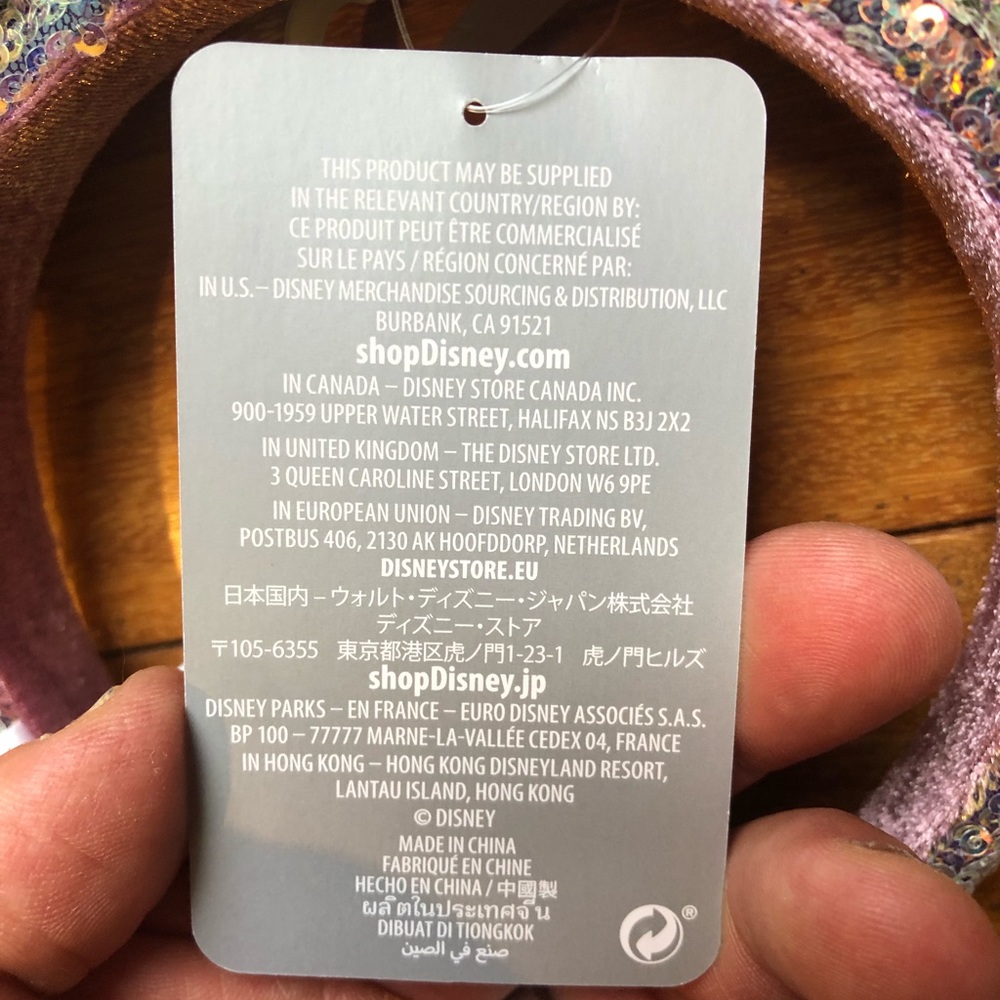 THIS PRODUCT MAY BE SUPPLIED
IN THE RELEVANT COUNTRY/REGION BY:
CE PRODUIT PEUT ÊTRE COMMERCIALISÉ
SUR LE PAYS / RÉGION CONCERNÉ PAR:
IN U.S. – DISNEY MERCHANDISE SOURCING & DISTRIBUTION, LLC
BURBANK, CA 91521
shopDisney.com
IN CANADA – DISNEY STORE CANADA INC.
900-1959 UPPER WATER STREET, HALIFAX NS B3J 2X2
IN UNITED KINGDOM – THE DISNEY STORE LTD.
3 QUEEN CAROLINE STREET, LONDON W6 9PE
IN EUROPEAN UNION – DISNEY TRADING BV,
POSTBUS 406, 2130 AK HOOFDDORP, NETHERLANDS
DISNEYSTORE.EU
日本国内 – ウォルト・ディズニー・ジャパン株式会社
ディズニー・ストア
〒105-6355 東京都港区虎ノ門1-23-1 虎ノ門ヒルズ
shopDisney.jp
DISNEY PARKS – EN FRANCE – EURO DISNEY ASSOCIÉS S.A.S.
BP 100 – 77777 MARNE-LA-VALLÉE CEDEX 04, FRANCE
IN HONG KONG – HONG KONG DISNEYLAND RESORT,
LANTAU ISLAND, HONG KONG
© DISNEY
MADE IN CHINA
FABRIQUÉ EN CHINE
HECHO EN CHINA / 中國製
ผลิตในประเทศจีน
DIBUAT DI TIONGKOK
صنع في الصين
®